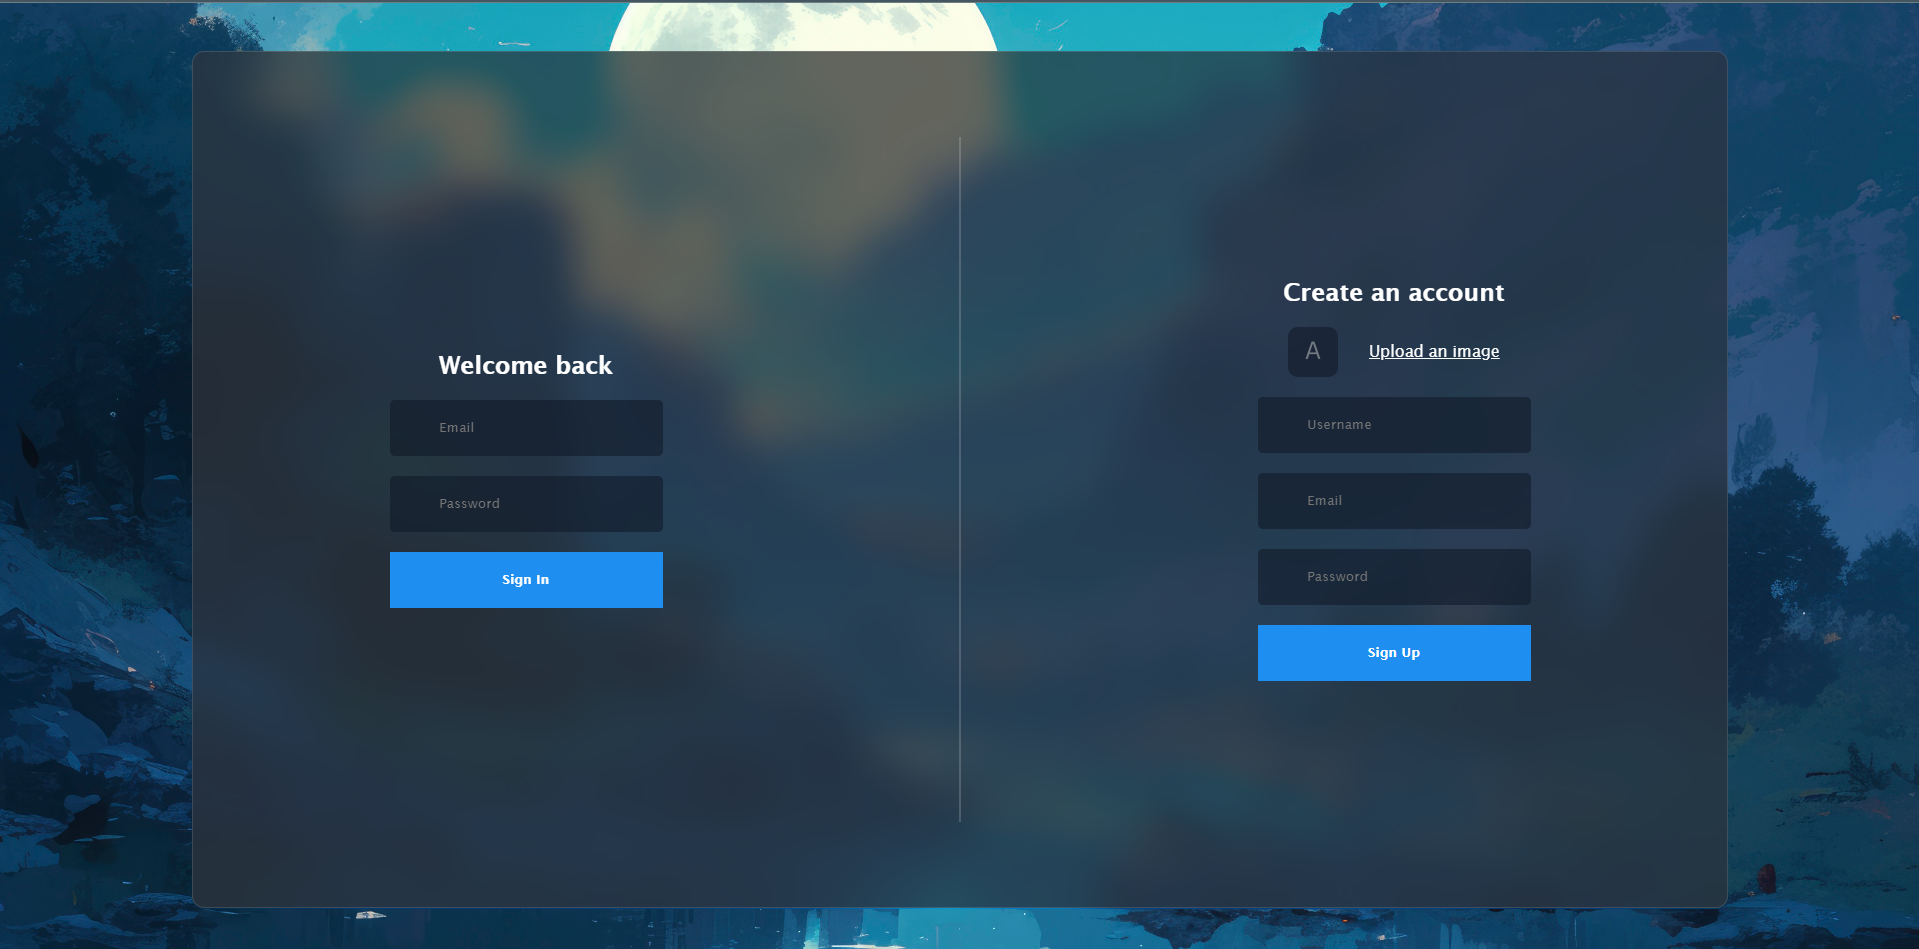 Welcome back
Email
Password
Sign In
Create an account
A
Upload an image
Username
Email
Password
Sign Up